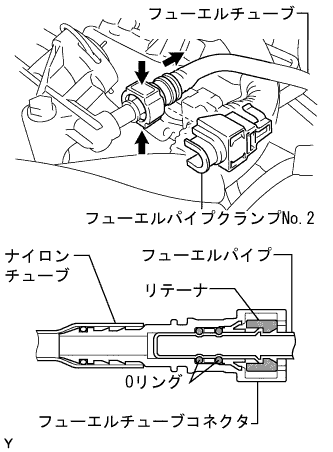 フューエルチューブ
フューエルパイプクランプNo.2
ナイロン
チューブ
フューエルパイプ
リテーナ
Oリング
フューエルチューブコネクタ
Y